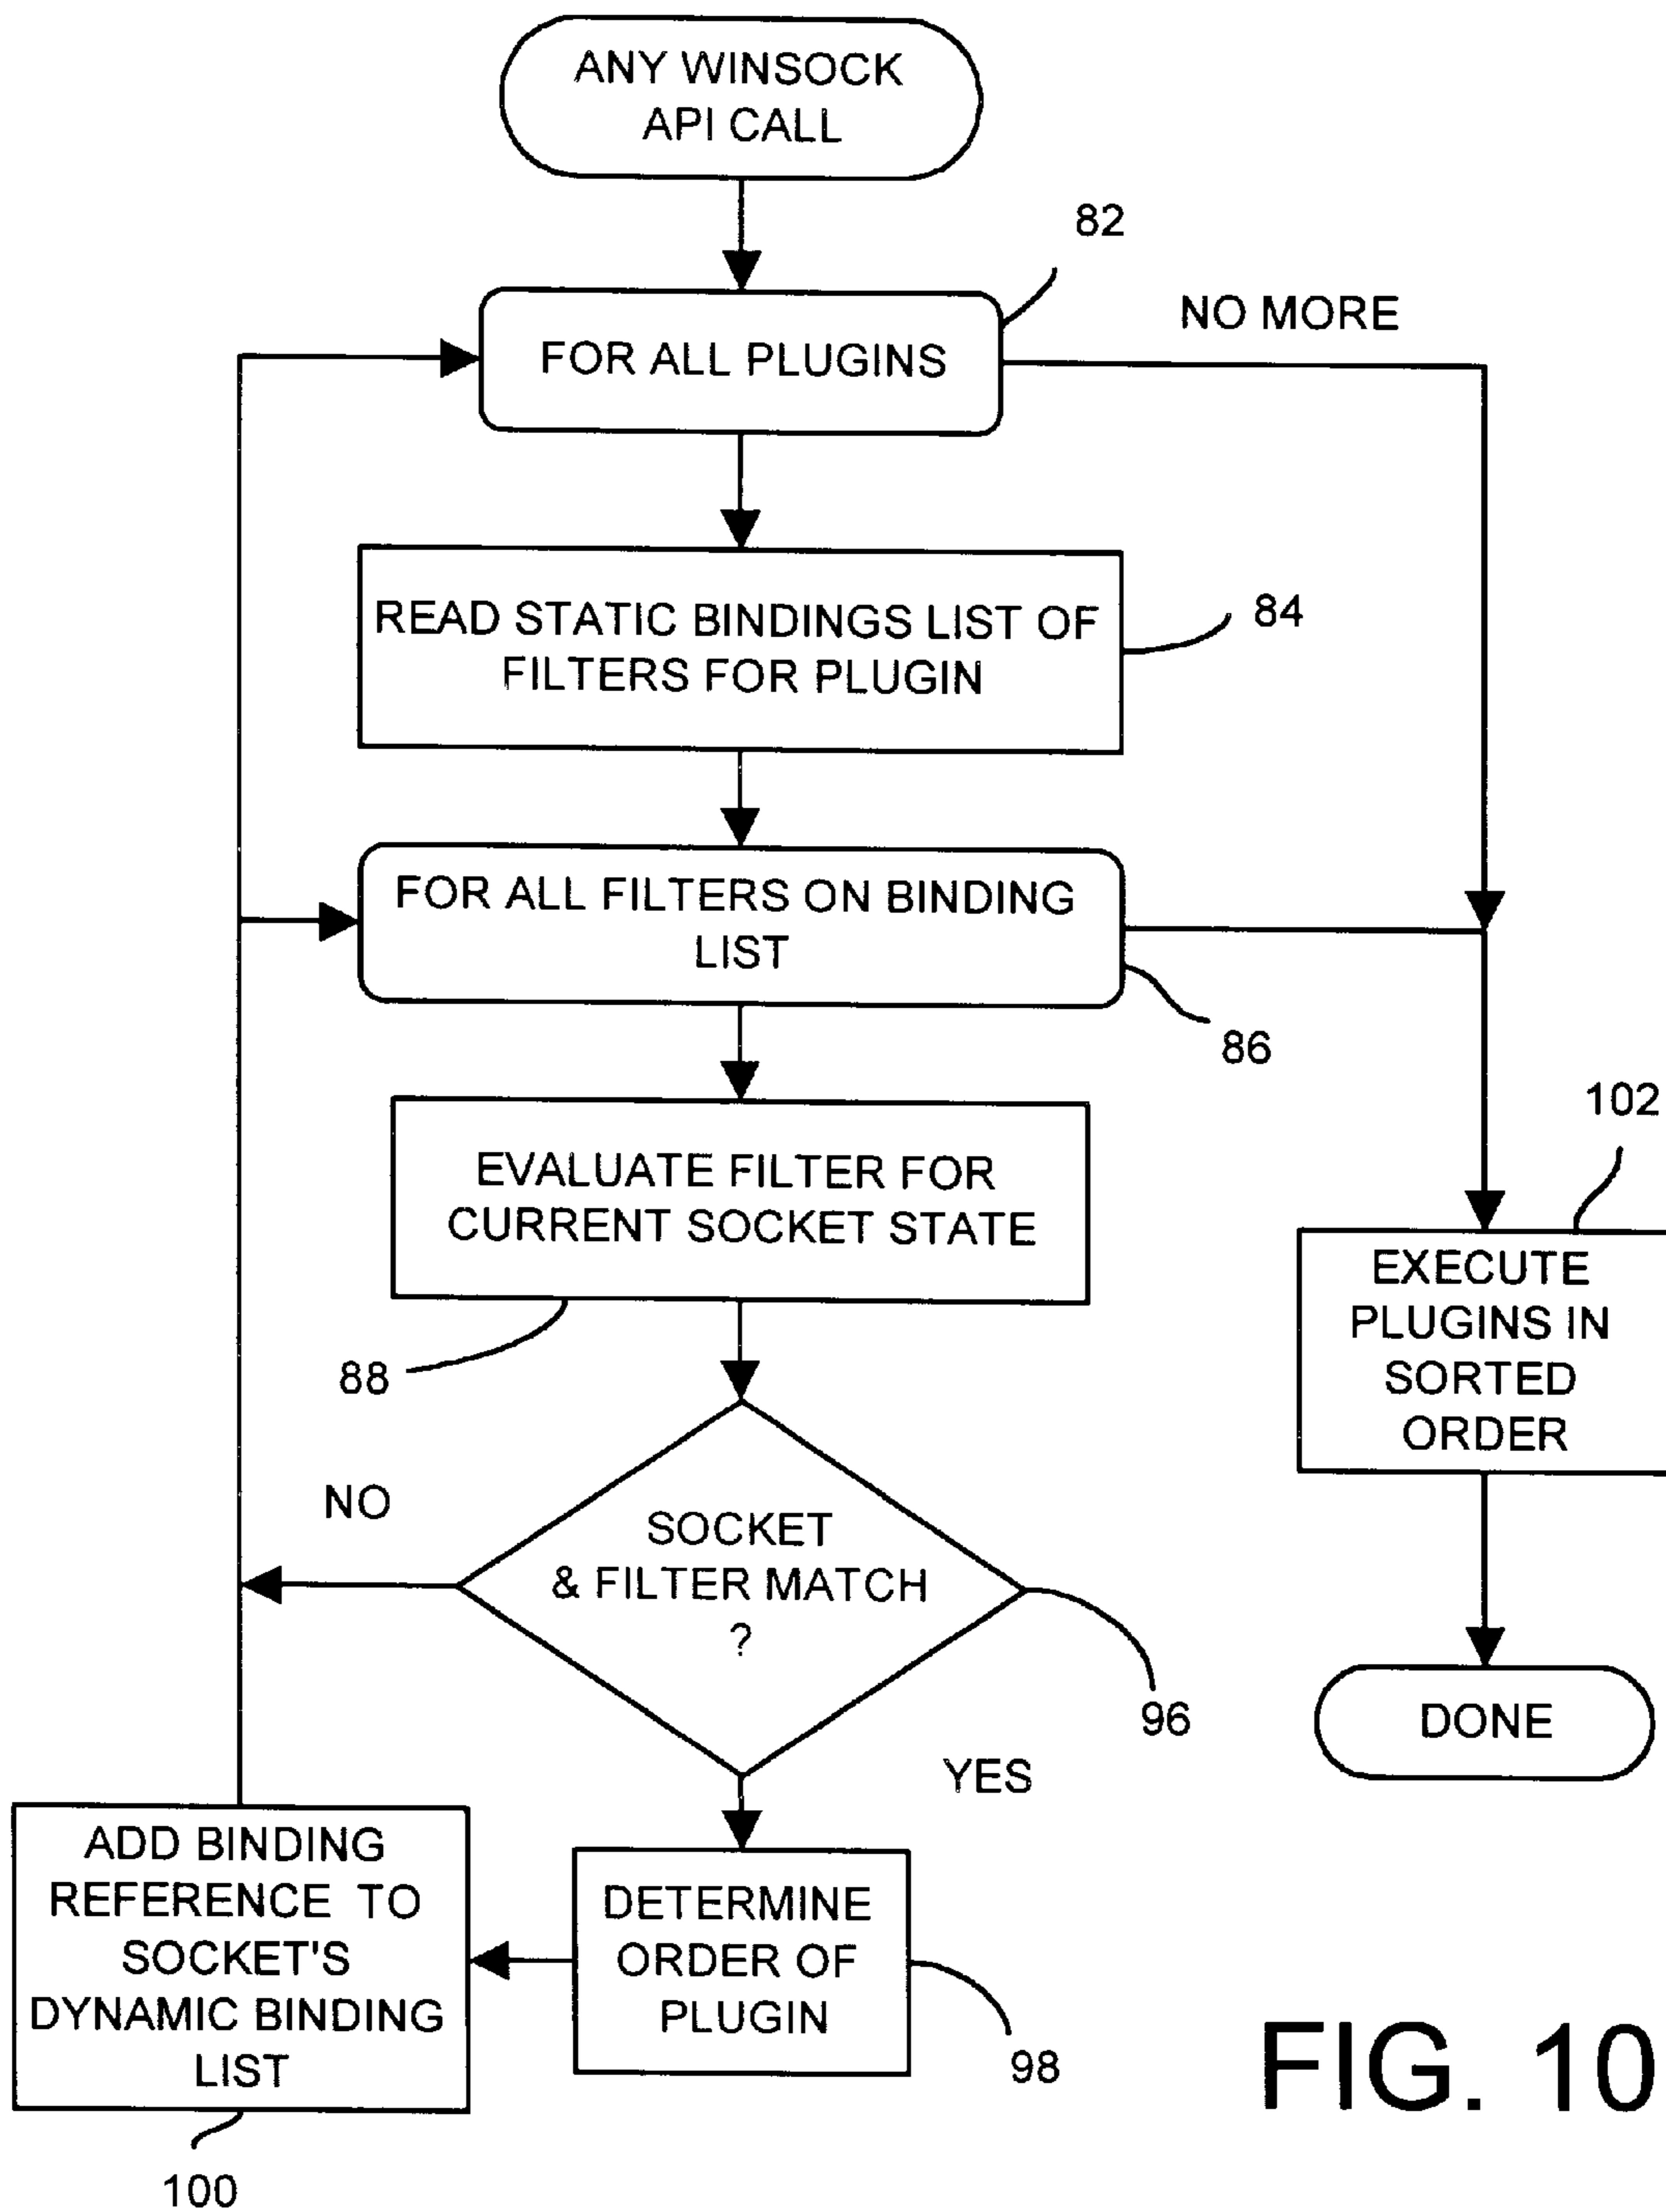 ANY WINSOCK
API CALL
82
NO MORE
FOR ALL PLUGINS
READ STATIC BINDINGS LIST OF
FILTERS FOR PLUGIN
84
FOR ALL FILTERS ON BINDING
LIST
86
102
EVALUATE FILTER FOR
CURRENT SOCKET STATE
88
EXECUTE
PLUGINS IN
SORTED
ORDER
NO
SOCKET
& FILTER MATCH
?
96
DONE
YES
ADD BINDING
REFERENCE TO
SOCKET'S
DYNAMIC BINDING
LIST
DETERMINE
ORDER OF
PLUGIN
98
100
FIG. 10